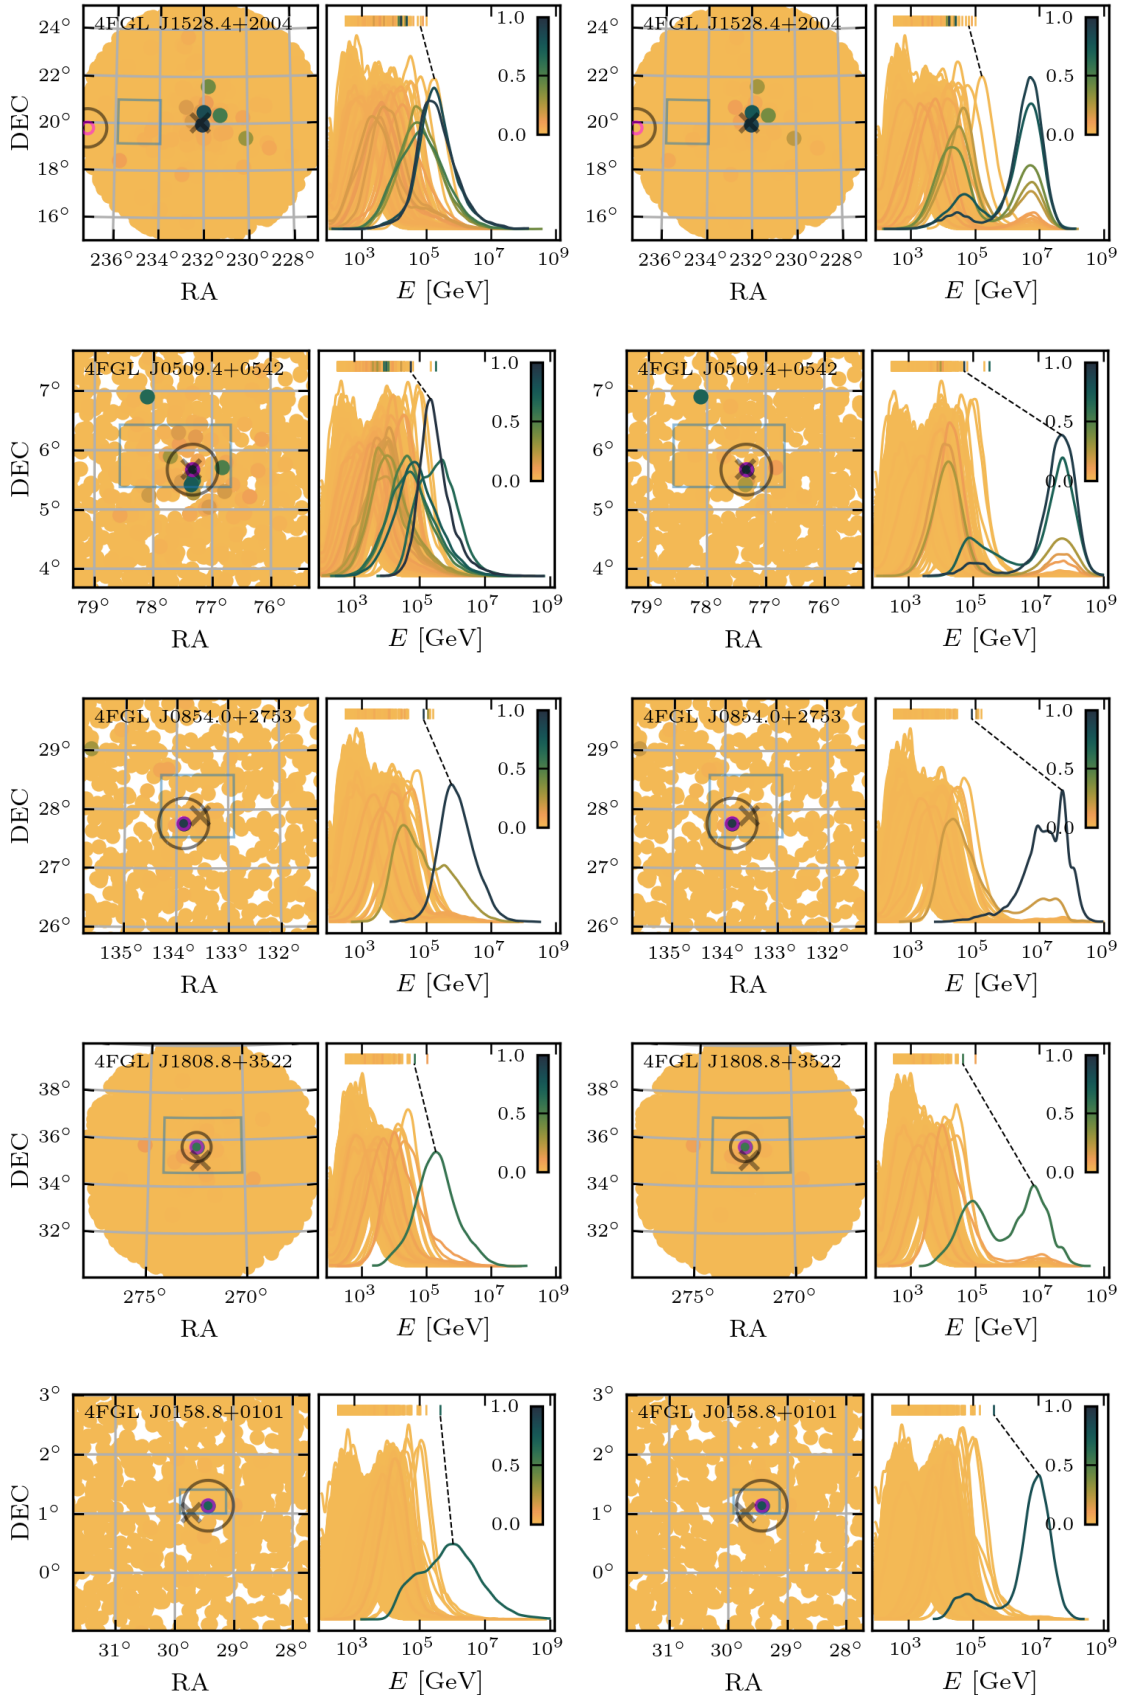 4FGL J1528.4+2004
24°
22°
20°
18°
16°
DEC
236° 234° 232° 230° 228°
RA
1.0
0.5
0.0
10³ 10⁵ 10⁷ 10⁹
E [GeV]
4FGL J1528.4+2004
24°
22°
20°
18°
16°
236° 234° 232° 230° 228°
RA
1.0
0.5
0.0
10³ 10⁵ 10⁷ 10⁹
E [GeV]
4FGL J0509.4+0542
7°
6°
5°
4°
DEC
79° 78° 77° 76°
RA
1.0
0.5
0.0
10³ 10⁵ 10⁷ 10⁹
E [GeV]
4FGL J0509.4+0542
7°
6°
5°
4°
79° 78° 77° 76°
RA
1.0
0.5
0.0
10³ 10⁵ 10⁷ 10⁹
E [GeV]
4FGL J0854.0+2753
29°
28°
27°
26°
DEC
135° 134° 133° 132°
RA
1.0
0.5
0.0
10³ 10⁵ 10⁷ 10⁹
E [GeV]
4FGL J0854.0+2753
29°
28°
27°
26°
135° 134° 133° 132°
RA
1.0
0.5
0.0
10³ 10⁵ 10⁷ 10⁹
E [GeV]
4FGL J1808.8+3522
38°
36°
34°
32°
DEC
275° 270°
RA
1.0
0.5
0.0
10³ 10⁵ 10⁷ 10⁹
E [GeV]
4FGL J1808.8+3522
38°
36°
34°
32°
275° 270°
RA
1.0
0.5
0.0
10³ 10⁵ 10⁷ 10⁹
E [GeV]
4FGL J0158.8+0101
3°
2°
1°
0°
DEC
31° 30° 29° 28°
RA
1.0
0.5
0.0
10³ 10⁵ 10⁷ 10⁹
E [GeV]
4FGL J0158.8+0101
3°
2°
1°
0°
31° 30° 29° 28°
RA
1.0
0.5
0.0
10³ 10⁵ 10⁷ 10⁹
E [GeV]